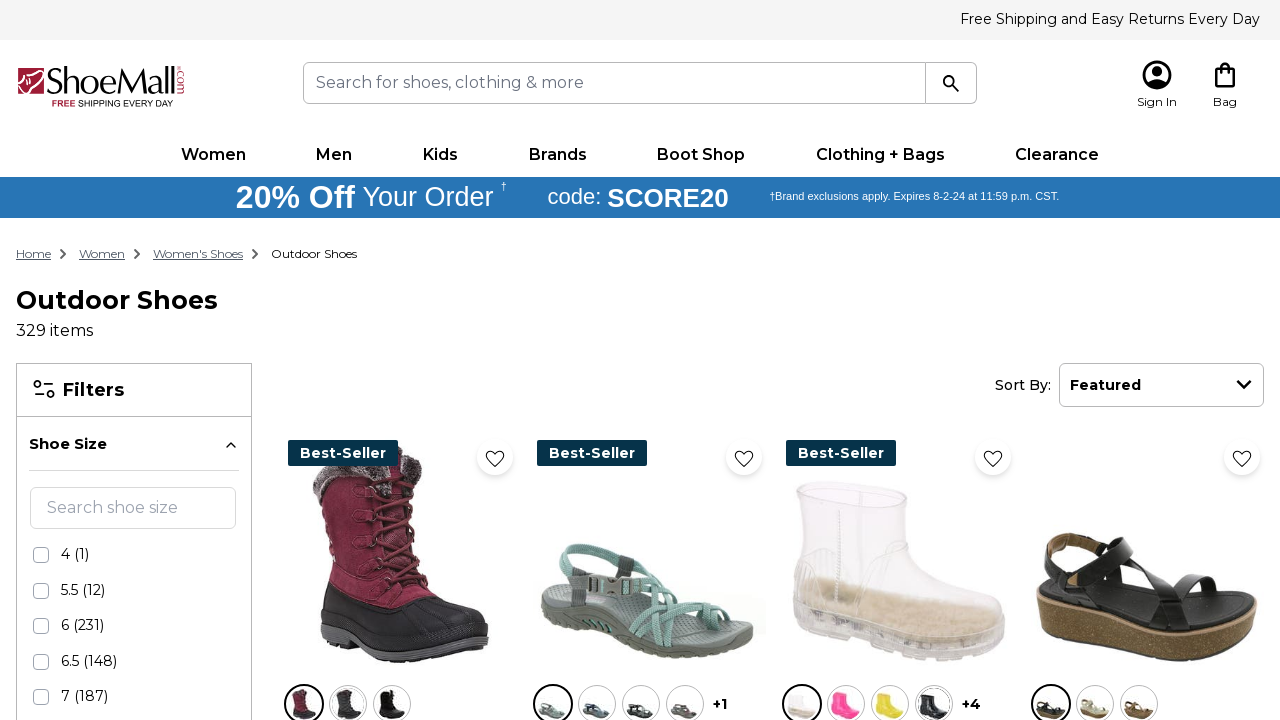 Free Shipping and Easy Returns Every Day
ShoeMall.com
FREE SHIPPING EVERY DAY
Search for shoes, clothing & more
Sign In
Bag
Women
Men
Kids
Brands
Boot Shop
Clothing + Bags
Clearance
20% Off Your Order † code: SCORE20 †Brand exclusions apply. Expires 8-2-24 at 11:59 p.m. CST.
Home
Women
Women's Shoes
Outdoor Shoes
Outdoor Shoes
329 items
Filters
Sort By:
Featured
Shoe Size
Search shoe size
4 (1)
5.5 (12)
6 (231)
6.5 (148)
7 (187)
Best-Seller
Best-Seller
Best-Seller
+1
+4